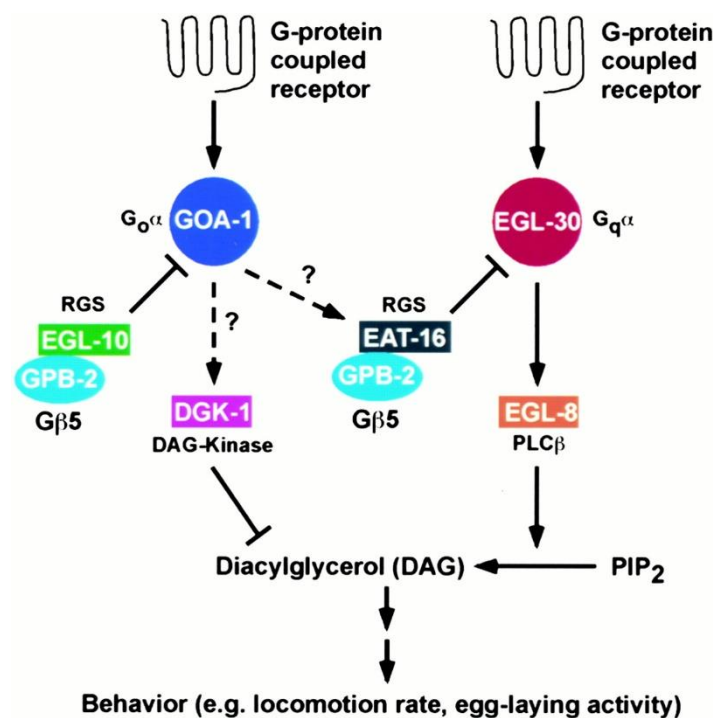 G-protein
coupled
receptor
G-protein
coupled
receptor
Goα
GOA-1
EGL-30
Gqα
?
RGS
EGL-10
GPB-2
Gβ5
?
RGS
EAT-16
GPB-2
Gβ5
DGK-1
DAG-Kinase
EGL-8
PLCβ
Diacylglycerol (DAG)
PIP2
Behavior (e.g. locomotion rate, egg-laying activity)